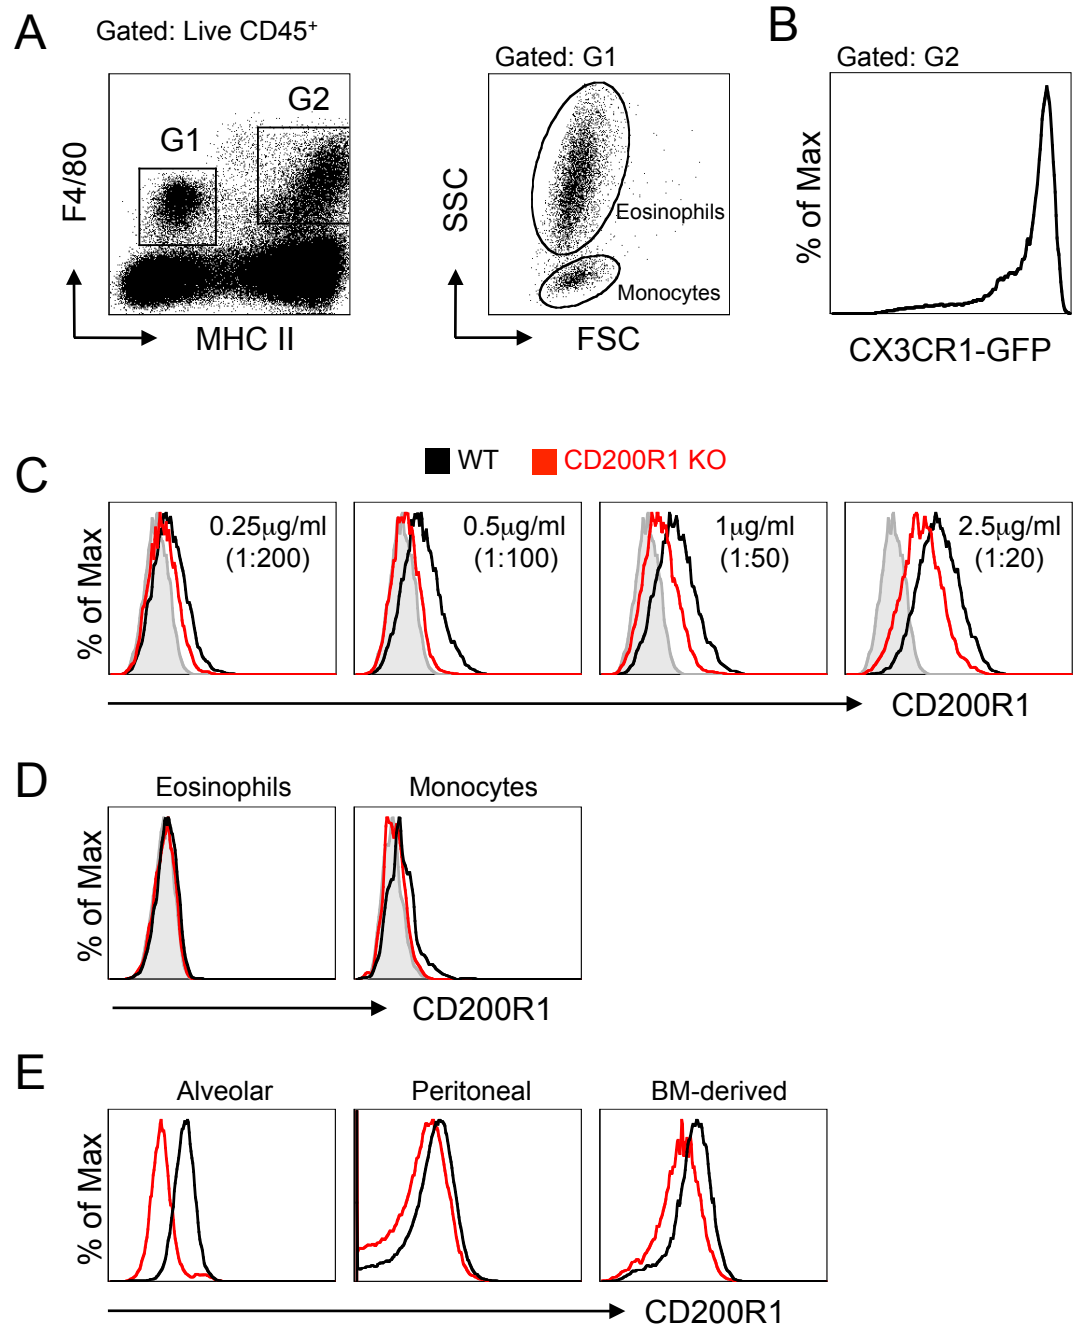 A
Gated: Live CD45⁺
G1
G2
F4/80
MHC II
Gated: G1
SSC
Eosinophils
Monocytes
FSC
B
Gated: G2
% of Max
CX3CR1-GFP
C
WT
CD200R1 KO
% of Max
0.25μg/ml
(1:200)
0.5μg/ml
(1:100)
1μg/ml
(1:50)
2.5μg/ml
(1:20)
CD200R1
D
Eosinophils
Monocytes
% of Max
CD200R1
E
Alveolar
Peritoneal
BM-derived
% of Max
CD200R1